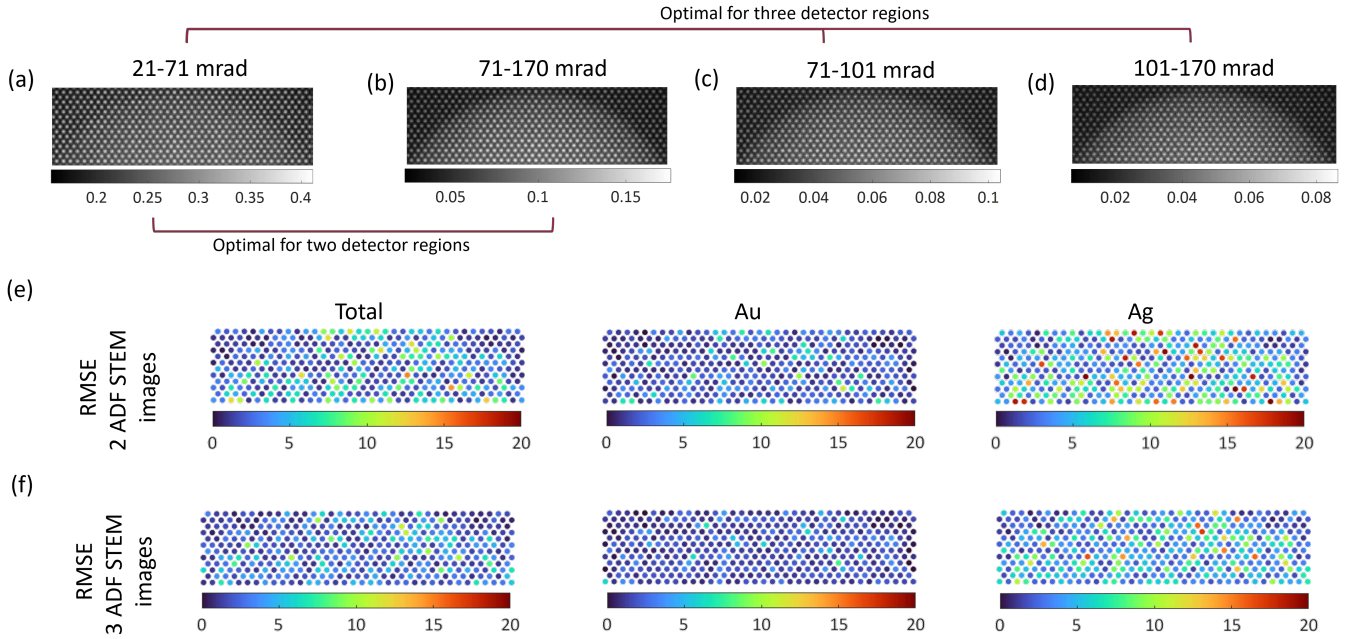 Optimal for three detector regions
(a)
21-71 mrad
(b)
71-170 mrad
(c)
71-101 mrad
(d)
101-170 mrad
0.2 0.25 0.3 0.35 0.4
0.05 0.1 0.15
0.02 0.04 0.06 0.08 0.1
0.02 0.04 0.06 0.08
Optimal for two detector regions
(e)
Total
Au
Ag
RMSE
2 ADF STEM
images
0 5 10 15 20
0 5 10 15 20
0 5 10 15 20
(f)
RMSE
3 ADF STEM
images
0 5 10 15 20
0 5 10 15 20
0 5 10 15 20